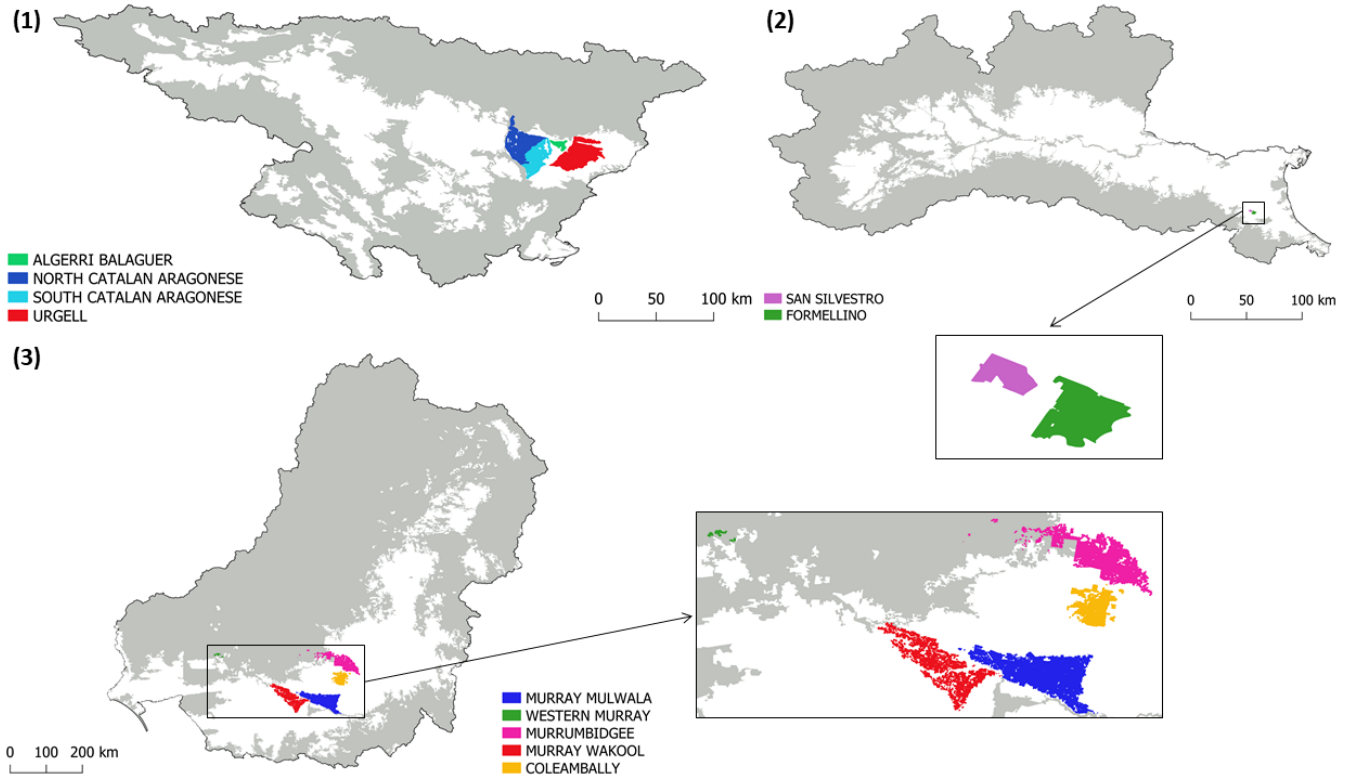 (1)
ALGERRI BALAGUER
NORTH CATALAN ARAGONESE
SOUTH CATALAN ARAGONESE
URGELL
0 50 100 km
(2)
SAN SILVESTRO
FORMELLINO
0 50 100 km
(3)
0 100 200 km
MURRAY MULWALA
WESTERN MURRAY
MURRUMBIDGEE
MURRAY WAKOOL
COLEAMBALLY